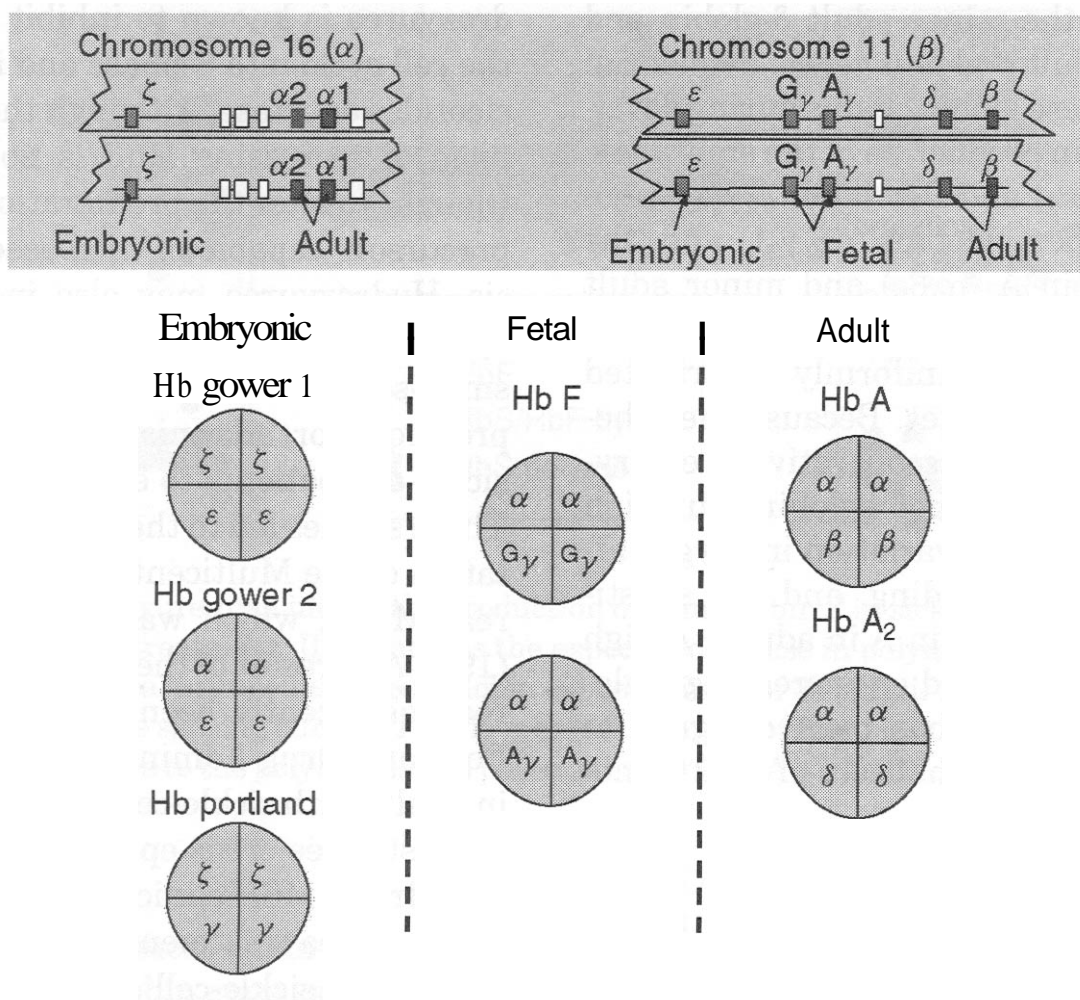 Chromosome 16 (α)
ζ α2 α1
ζ α2 α1
Embryonic Adult
Chromosome 11 (β)
ε Gγ Aγ δ β
ε Gγ Aγ δ β
Embryonic Fetal Adult
Embryonic
Hb gower 1
ζ ζ
ε ε
Hb gower 2
α α
ε ε
Hb portland
ζ ζ
γ γ
Fetal
Hb F
α α
Gγ Gγ
α α
Aγ Aγ
Adult
Hb A
α α
β β
Hb A₂
α α
δ δ